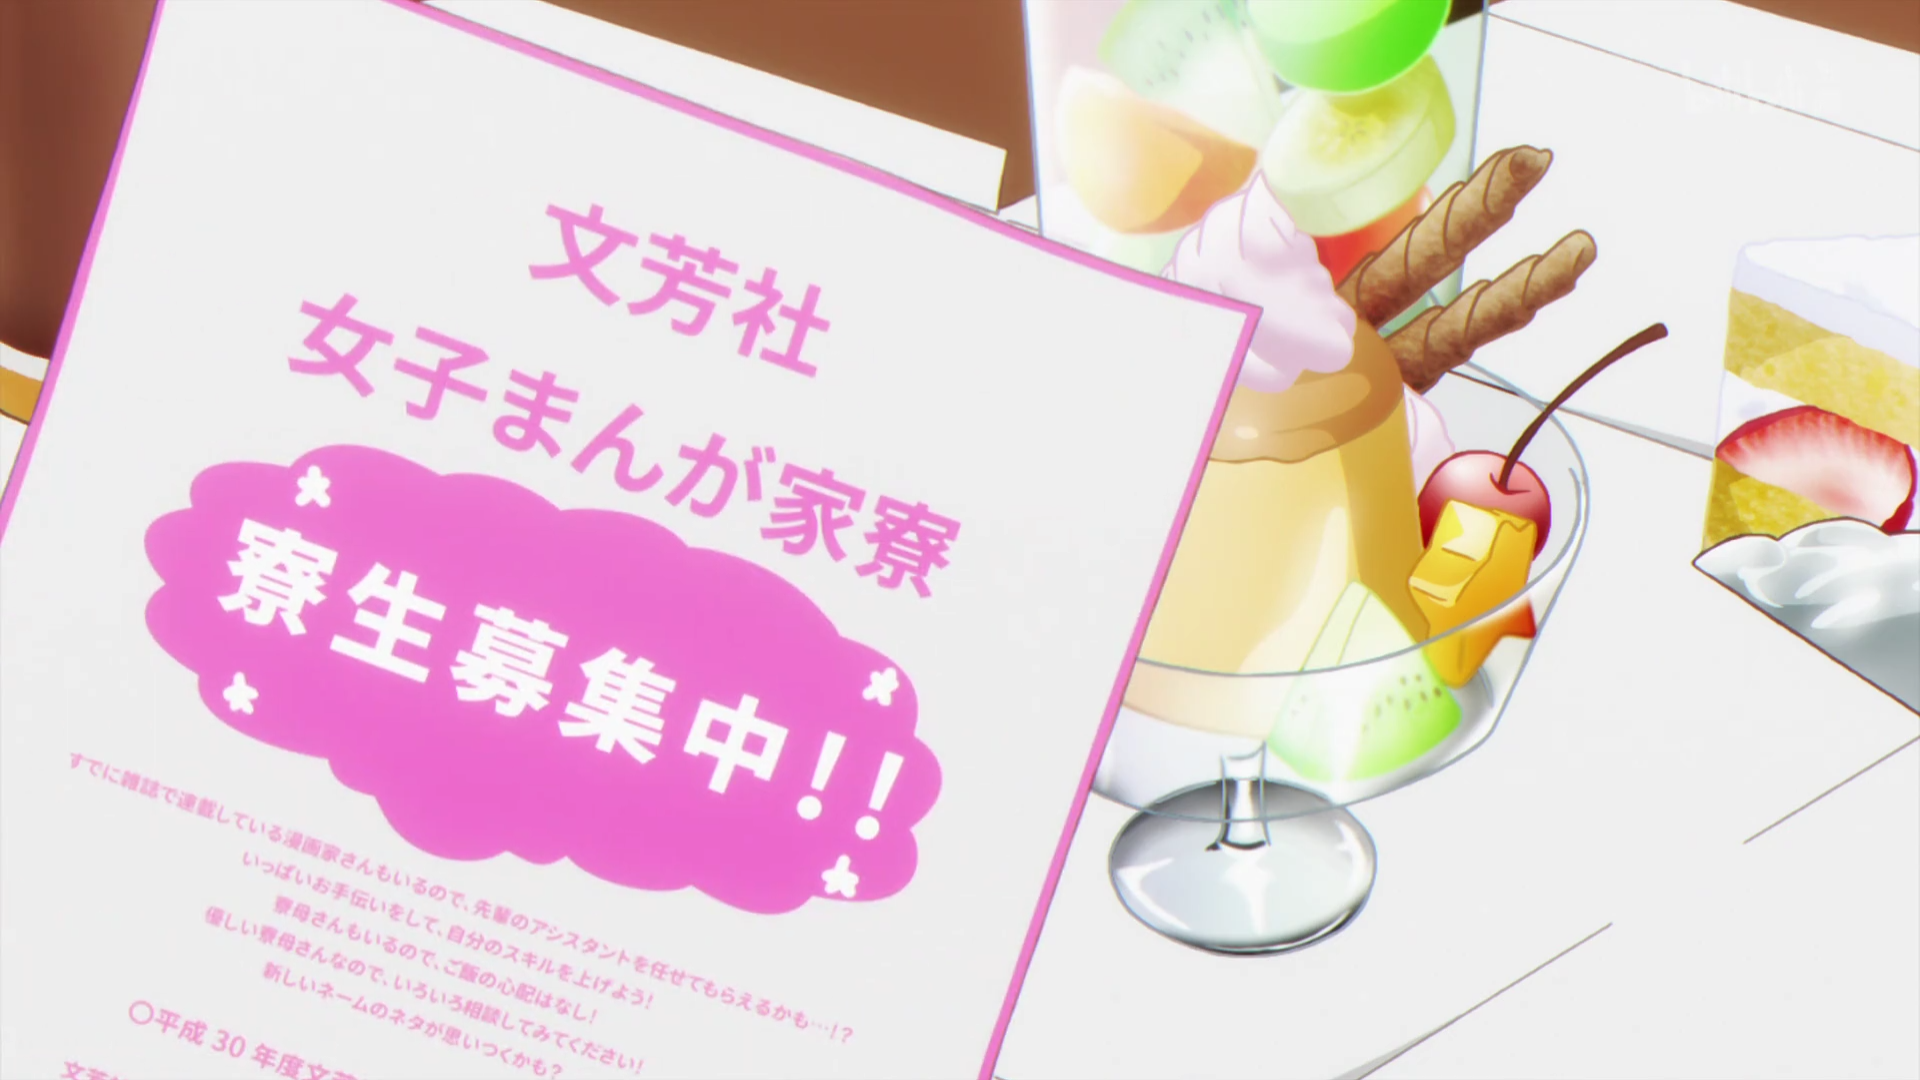 文芳社
女子まんが家寮
寮生募集中!!
すでに雑誌で連載している漫画家さんもいるので、先輩のアシスタントを任せてもらえるかも…!?
いっぱいお手伝いをして、自分のスキルを上げよう!
寮母さんもいるので、ご飯の心配はなし!
優しい寮母さんなので、いろいろ相談してみてください!
新しいネームのネタが思いつくかも?
〇平成 30 年度文芳
文芳